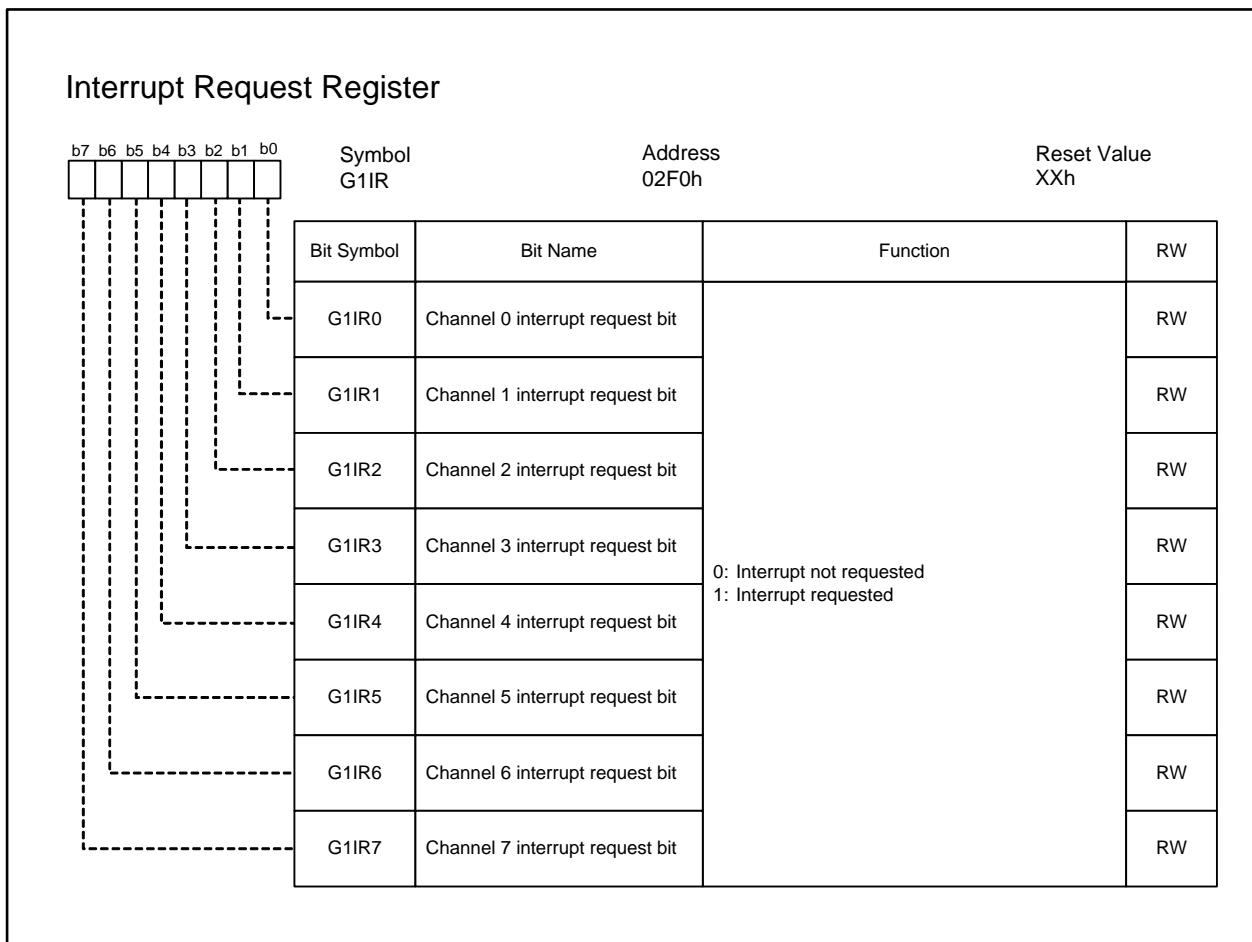 Interrupt Request Register
b7 b6 b5 b4 b3 b2 b1 b0
Symbol Address Reset Value
G1IR 02F0h XXh
Bit Symbol Bit Name Function RW
G1IR0 Channel 0 interrupt request bit RW
G1IR1 Channel 1 interrupt request bit RW
G1IR2 Channel 2 interrupt request bit RW
G1IR3 Channel 3 interrupt request bit RW
0: Interrupt not requested
1: Interrupt requested
G1IR4 Channel 4 interrupt request bit RW
G1IR5 Channel 5 interrupt request bit RW
G1IR6 Channel 6 interrupt request bit RW
G1IR7 Channel 7 interrupt request bit RW